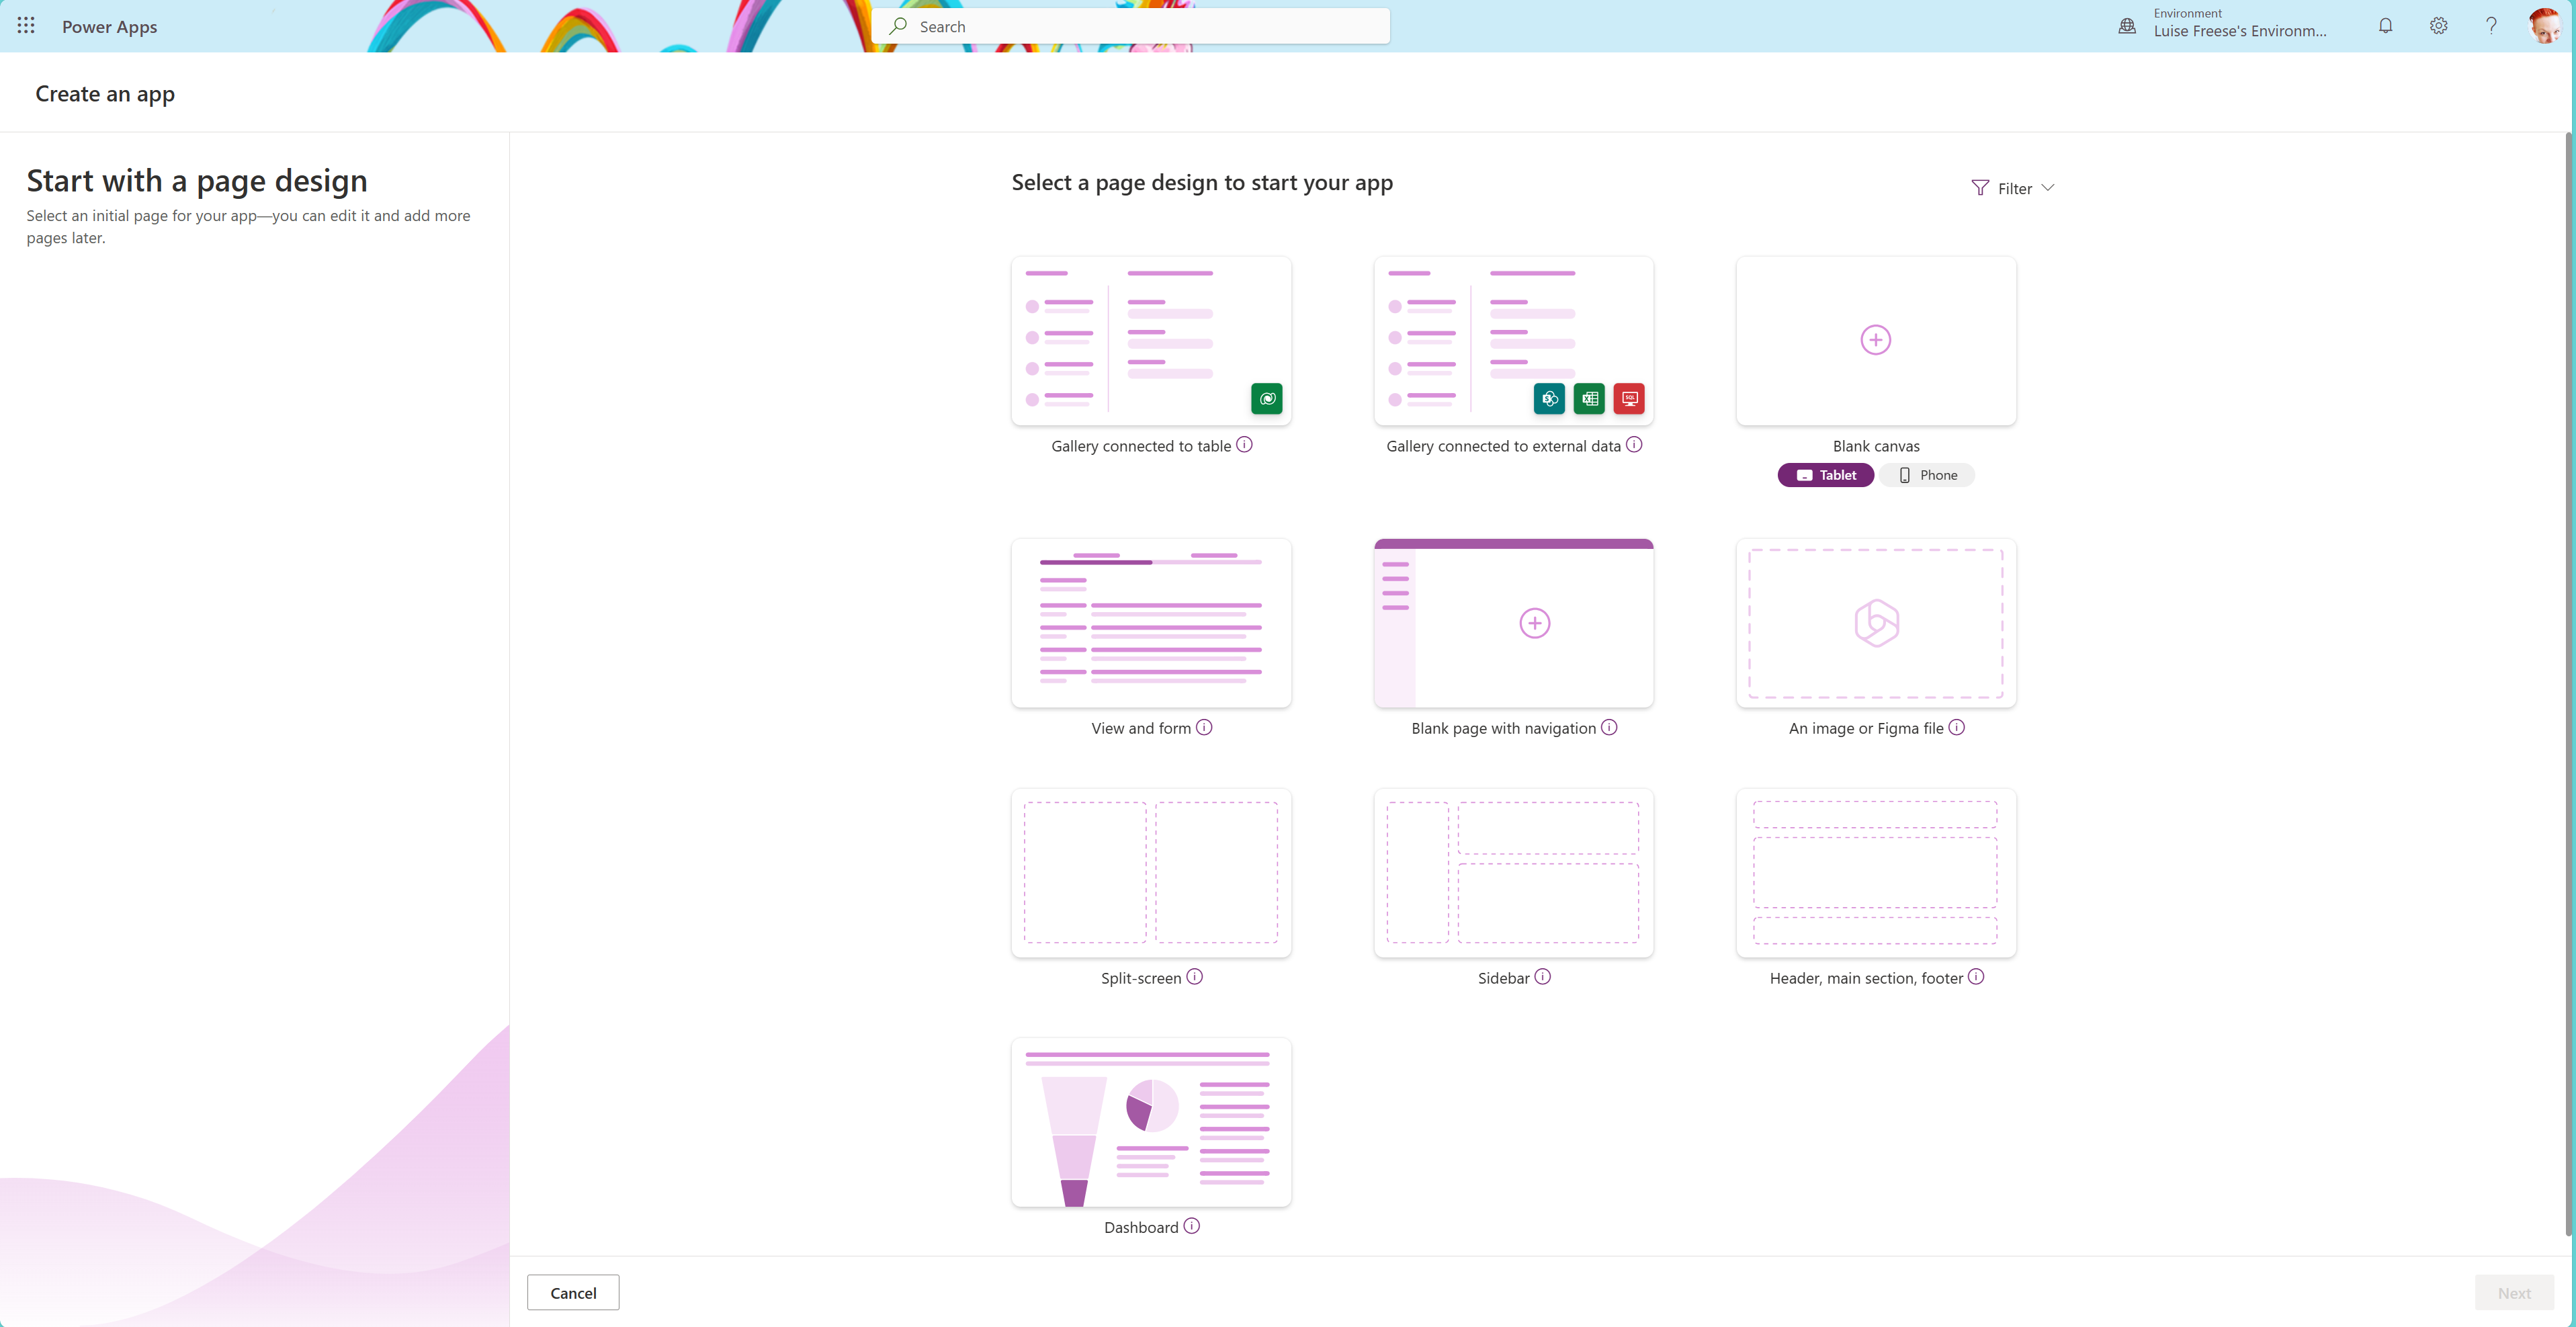 Power Apps
Search
Environment
Luise Freese's Environm...
Create an app
Start with a page design
Select an initial page for your app—you can edit it and add more
pages later.
Select a page design to start your app
Filter
SQL
Gallery connected to table
Gallery connected to external data
Blank canvas
Tablet
Phone
View and form
Blank page with navigation
An image or Figma file
Split-screen
Sidebar
Header, main section, footer
Dashboard
Cancel
Next